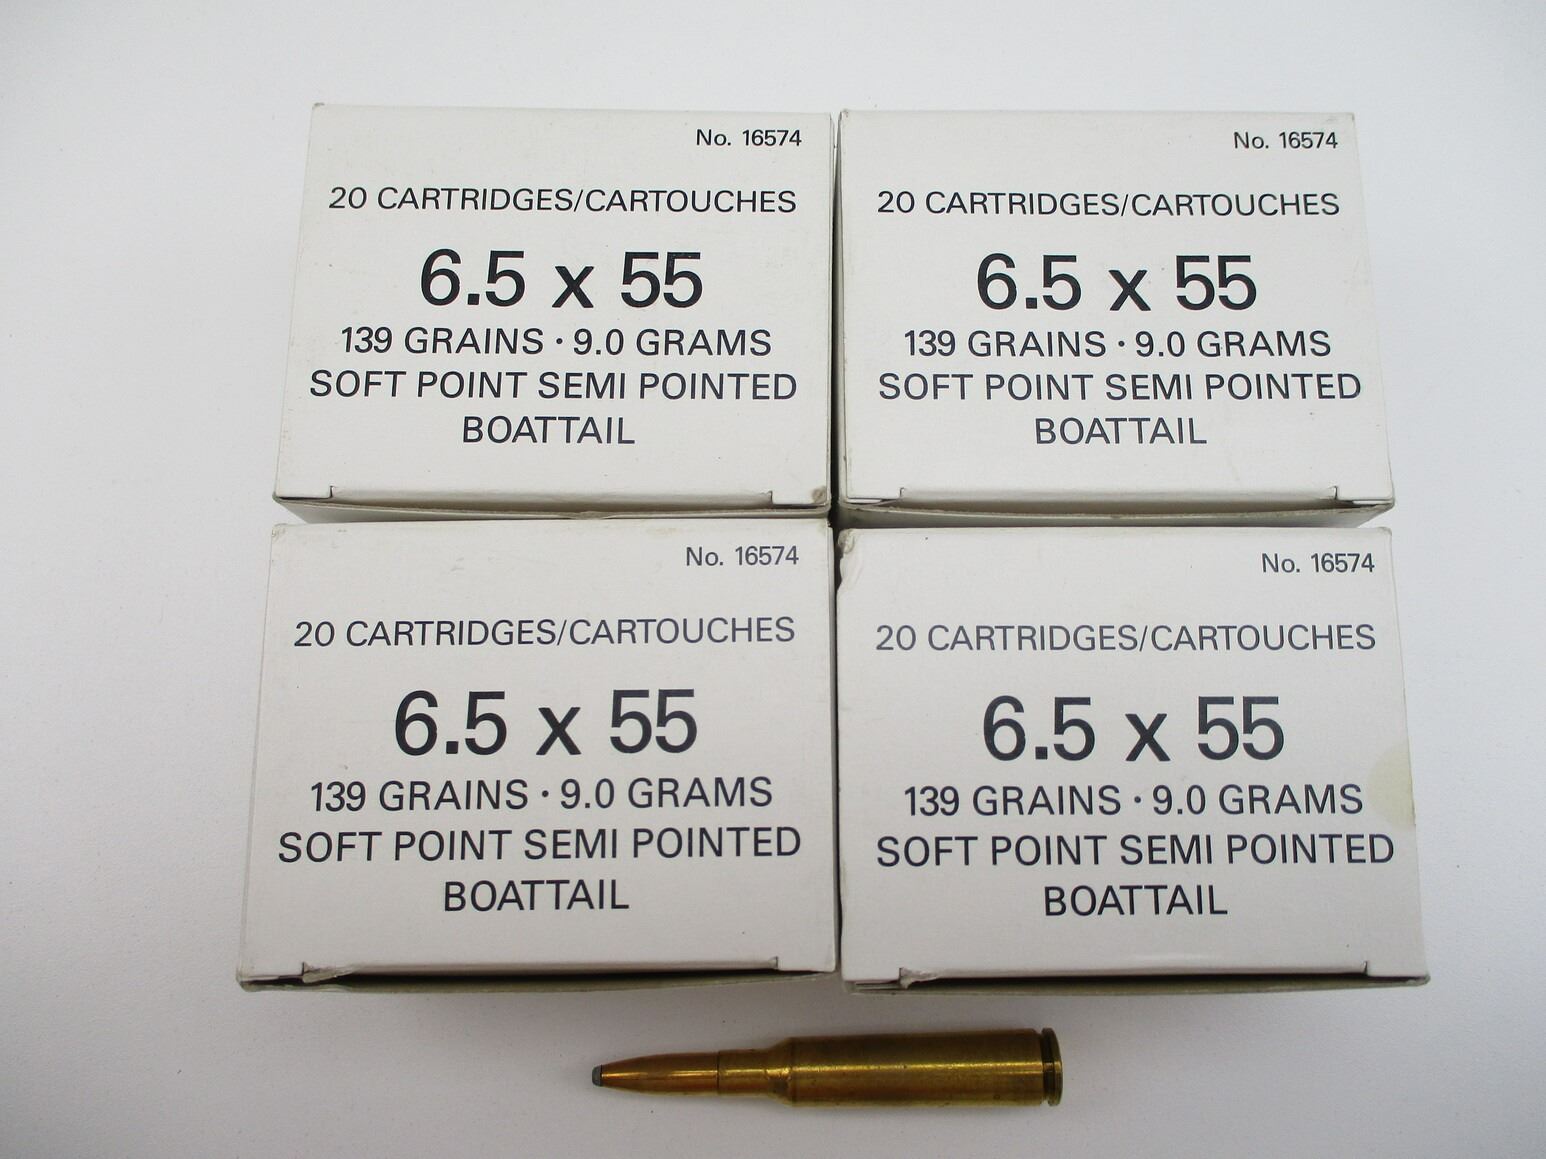 No. 16574
20 CARTRIDGES/CARTOUCHES
6.5 x 55
139 GRAINS · 9.0 GRAMS
SOFT POINT SEMI POINTED
BOATTAIL
No. 16574
20 CARTRIDGES/CARTOUCHES
6.5 x 55
139 GRAINS · 9.0 GRAMS
SOFT POINT SEMI POINTED
BOATTAIL
No. 16574
20 CARTRIDGES/CARTOUCHES
6.5 x 55
139 GRAINS · 9.0 GRAMS
SOFT POINT SEMI POINTED
BOATTAIL
No. 16574
20 CARTRIDGES/CARTOUCHES
6.5 x 55
139 GRAINS · 9.0 GRAMS
SOFT POINT SEMI POINTED
BOATTAIL